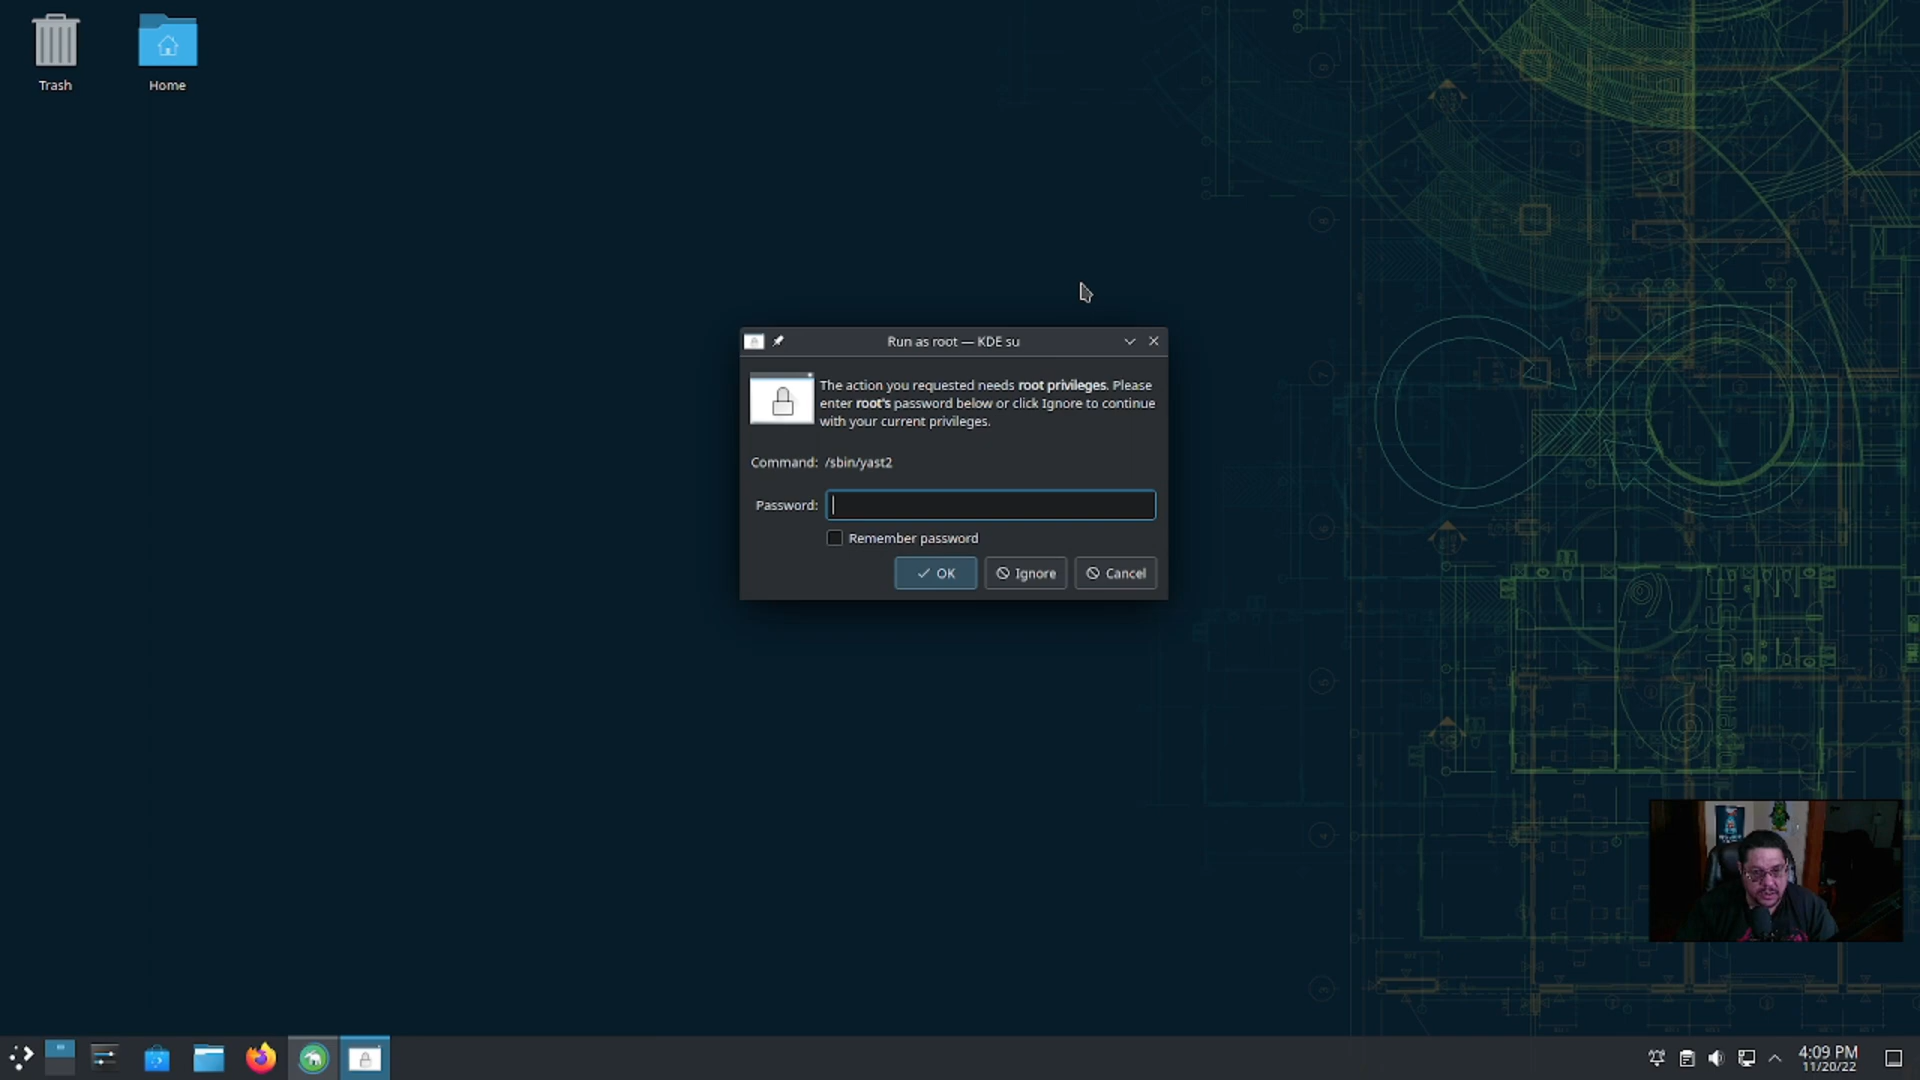 Trash
Home
Run as root — KDE su
The action you requested needs root privileges. Please
enter root's password below or click Ignore to continue
with your current privileges.
Command: /sbin/yast2
Password:
Remember password
OK
Ignore
Cancel
openSUSE
4:09 PM
11/20/22